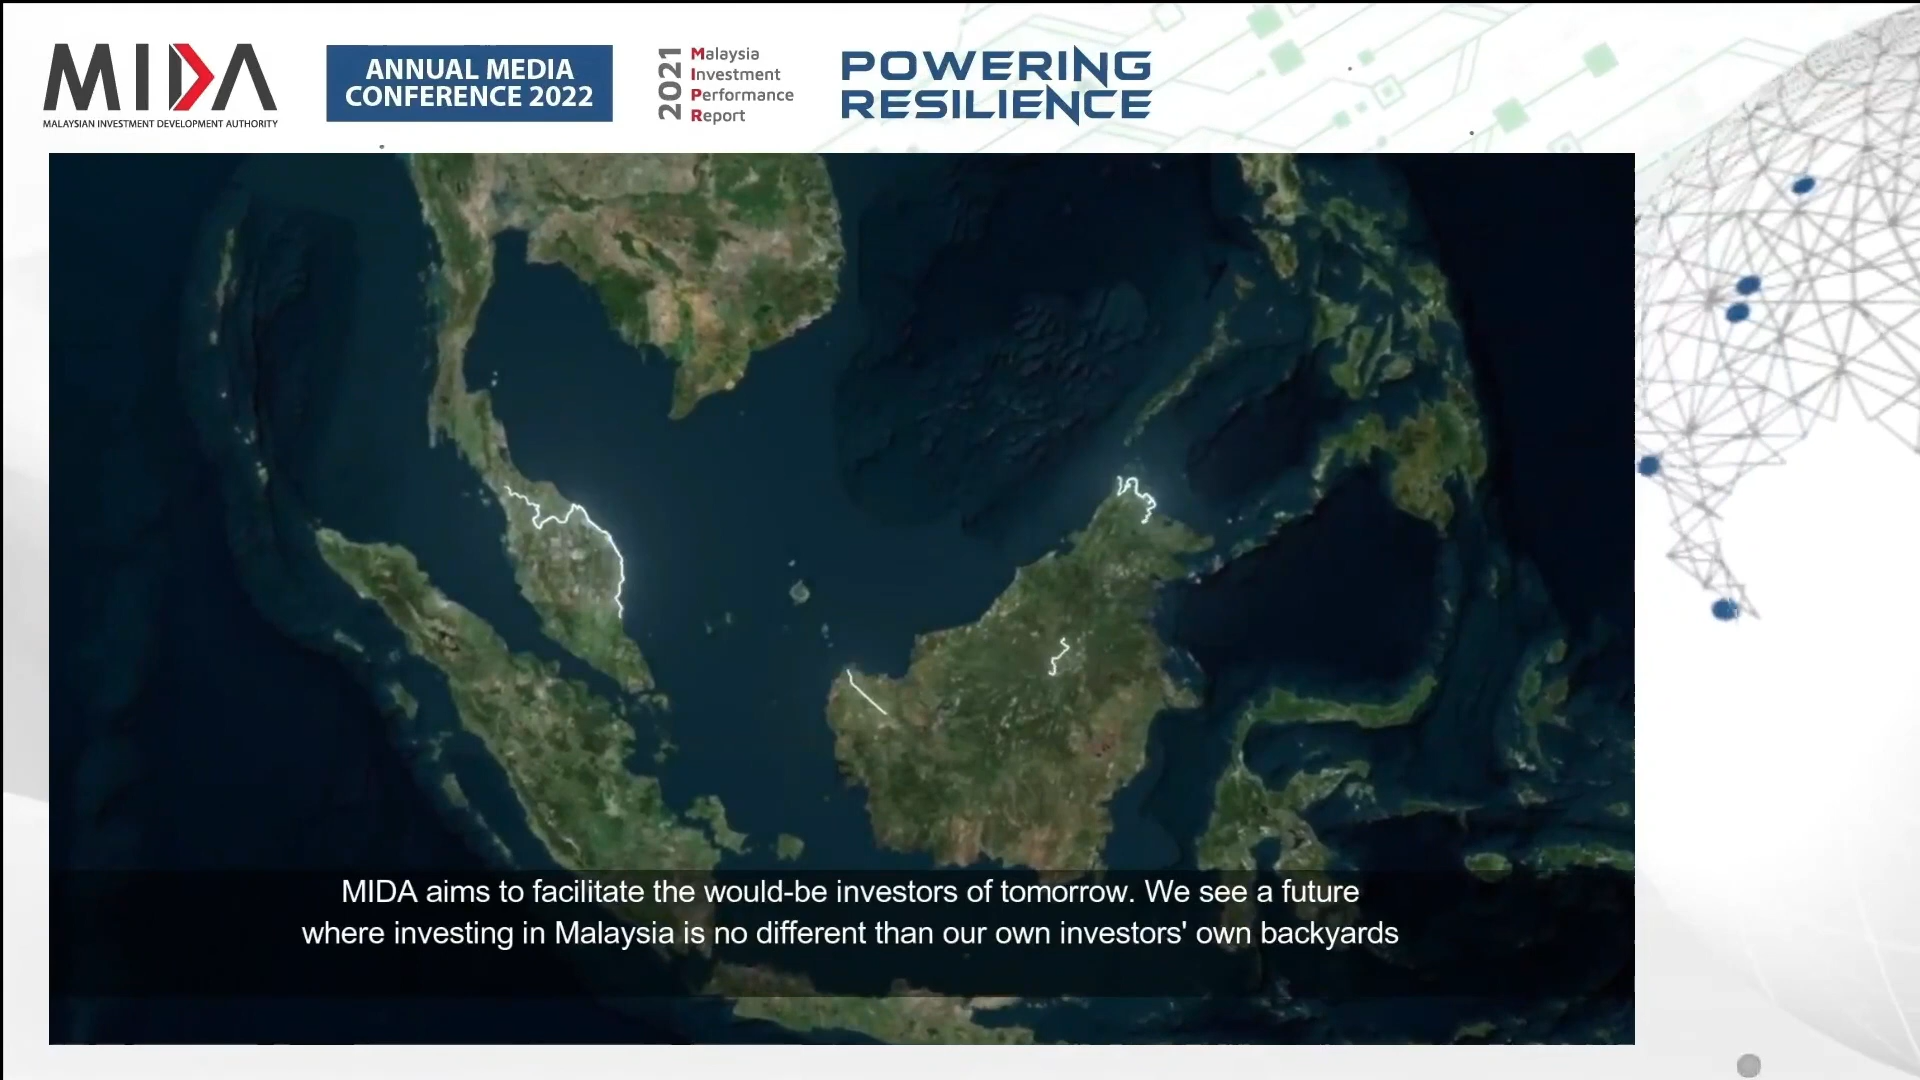 MIDA
MALAYSIAN INVESTMENT DEVELOPMENT AUTHORITY
ANNUAL MEDIA
CONFERENCE 2022
2021
Malaysia
Investment
Performance
Report
POWERING
RESILIENCE
MIDA aims to facilitate the would-be investors of tomorrow. We see a future
where investing in Malaysia is no different than our own investors' own backyards